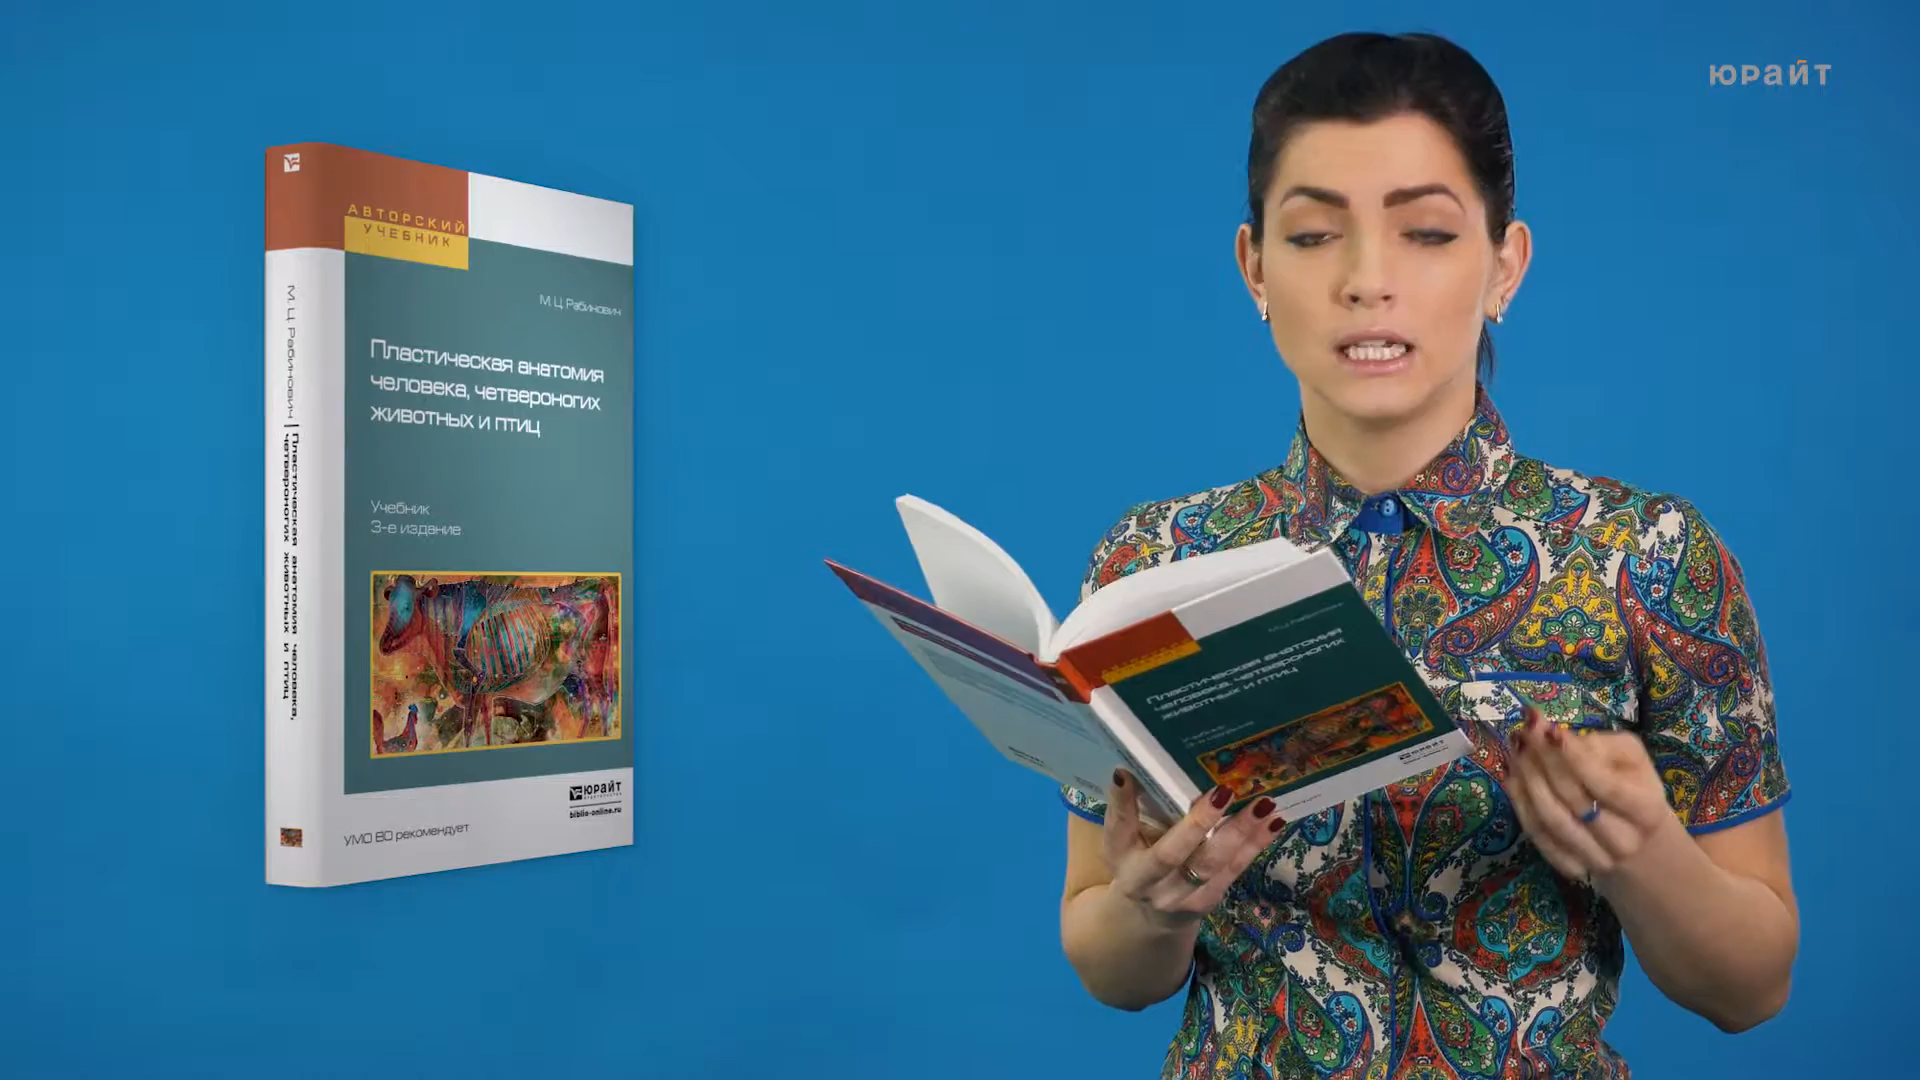 ЮРАЙТ
АВТОРСКИЙ
УЧЕБНИК
М. Ц. Рабинович
Пластическая анатомия
человека, четвероногих
животных и птиц
Учебник
3-е издание
ЮРАЙТ
biblio-online.ru
УМО ВО рекомендует
М. Ц. Рабинович
Пластическая анатомия человека,
четвероногих животных и птиц
Пластическая анатомия
человека, четвероногих
животных и птиц
ЮРАЙТ